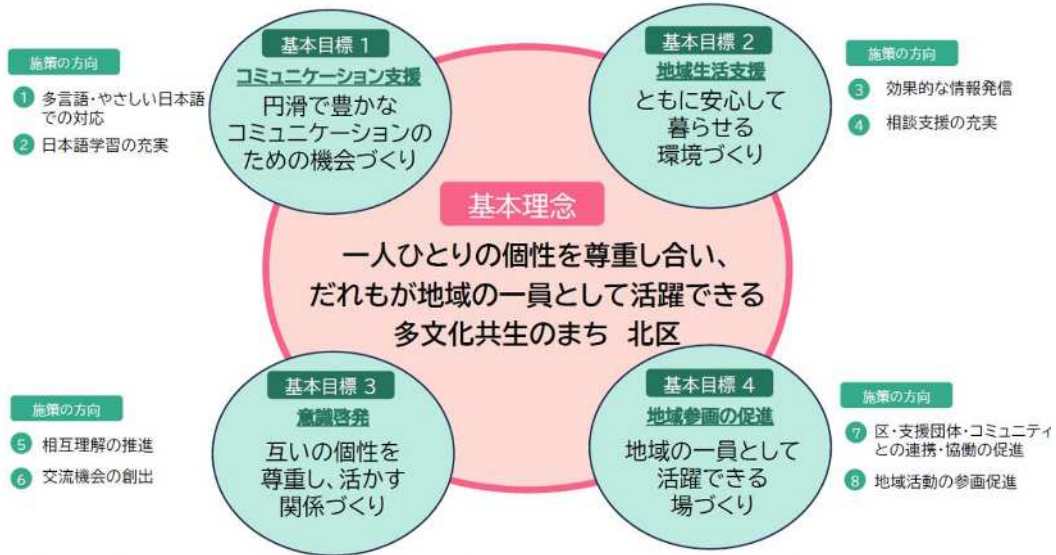 基本目標 1
コミュニケーション支援
円滑で豊かな
コミュニケーションの
ための機会づくり
施策の方向
1 多言語・やさしい日本語
での対応
2 日本語学習の充実
基本目標 2
地域生活支援
ともに安心して
暮らせる
環境づくり
施策の方向
3 効果的な情報発信
4 相談支援の充実
基本理念
一人ひとりの個性を尊重し合い、
だれもが地域の一員として活躍できる
多文化共生のまち 北区
基本目標 3
意識啓発
互いの個性を
尊重し、活かす
関係づくり
施策の方向
5 相互理解の推進
6 交流機会の創出
基本目標 4
地域参画の促進
地域の一員として
活躍できる
場づくり
施策の方向
7 区・支援団体・コミュニティ
との連携・協働の促進
8 地域活動の参画促進